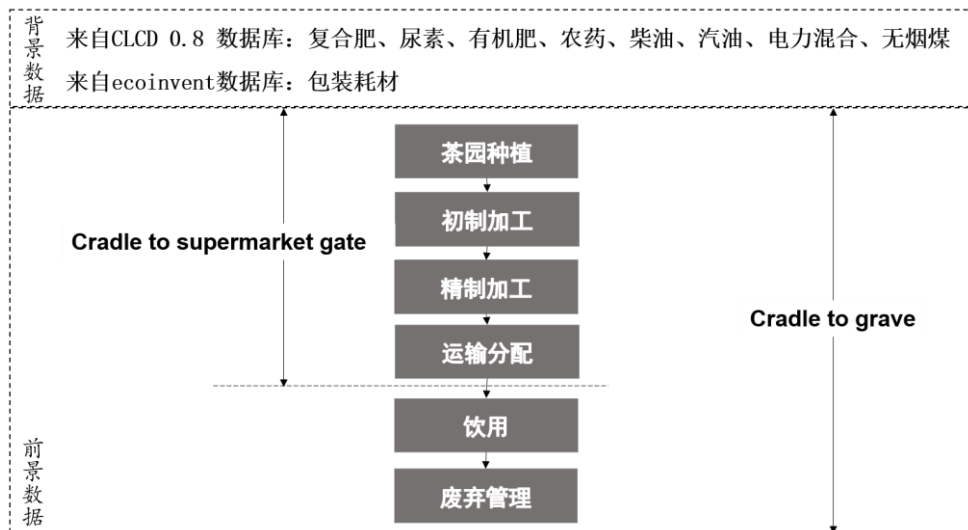 背景数据
来自CLCD 0.8 数据库：复合肥、尿素、有机肥、农药、柴油、汽油、电力混合、无烟煤
来自ecoinvent数据库：包装耗材
茶园种植
初制加工
Cradle to supermarket gate
精制加工
Cradle to grave
运输分配
饮用
前景数据
废弃管理